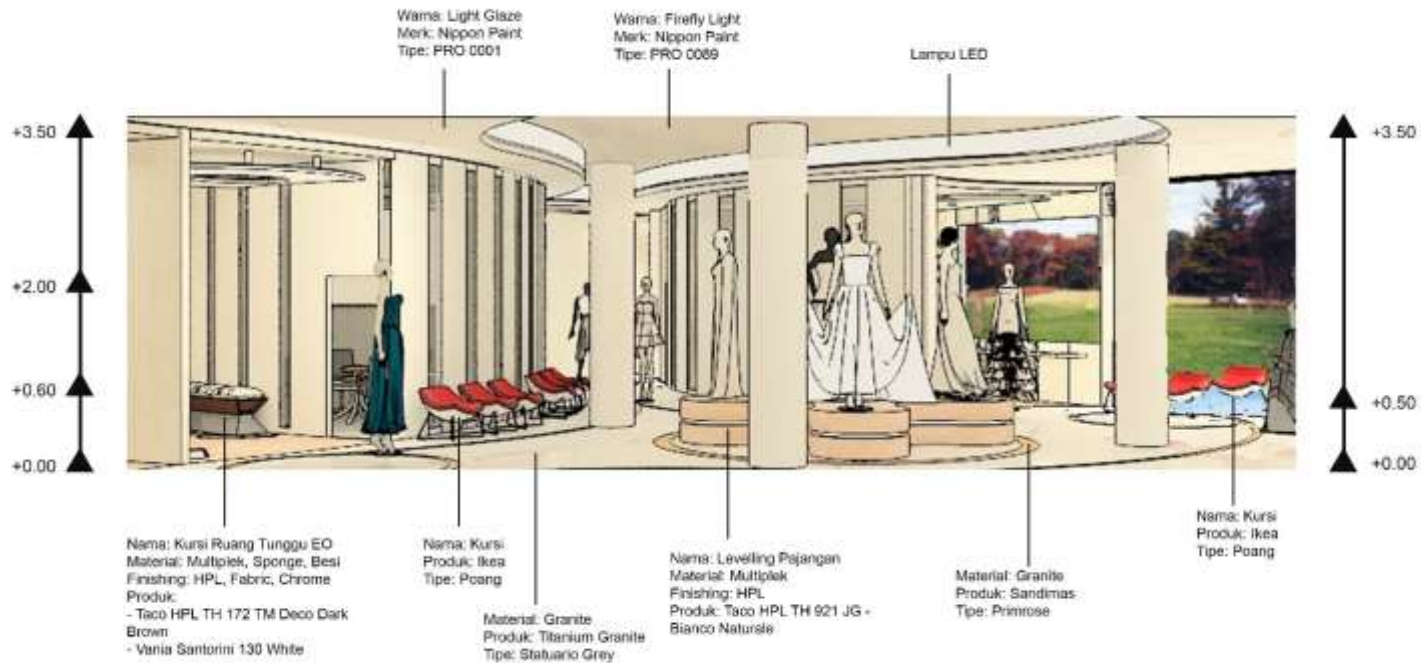 Warna: Light Glaze
Merk: Nippon Paint
Tipe: PRO 0001
Warna: Firefly Light
Merk: Nippon Paint
Tipe: PRO 0089
Lampu LED
+3.50
+2.00
+0.60
+0.00
+3.50
+0.50
+0.00
Nama: Kursi Ruang Tunggu EO
Material: Multiplek, Sponge, Besi
Finishing: HPL, Fabric, Chrome
Produk:
- Taco HPL TH 172 TM Deco Dark
Brown
- Vania Santorini 130 White
Nama: Kursi
Produk: Ikea
Tipe: Poang
Material: Granite
Produk: Titanium Granite
Tipe: Statuario Grey
Nama: Levelling Pajangan
Material: Multiplek
Finishing: HPL
Produk: Taco HPL TH 921 JG -
Bianco Naturale
Material: Granite
Produk: Sandimas
Tipe: Primrose
Nama: Kursi
Produk: Ikea
Tipe: Poang